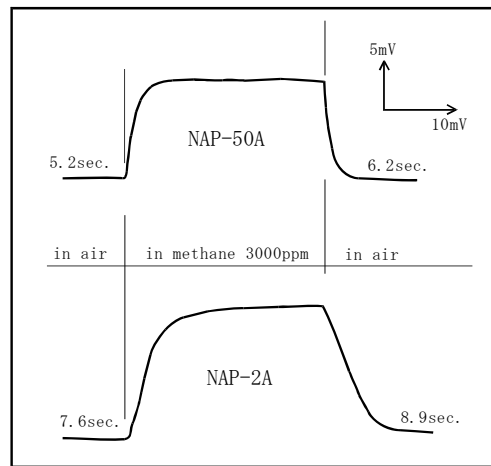 5mV
10mV
NAP-50A
5.2sec.
6.2sec.
in air
in methane 3000ppm
in air
NAP-2A
7.6sec.
8.9sec.